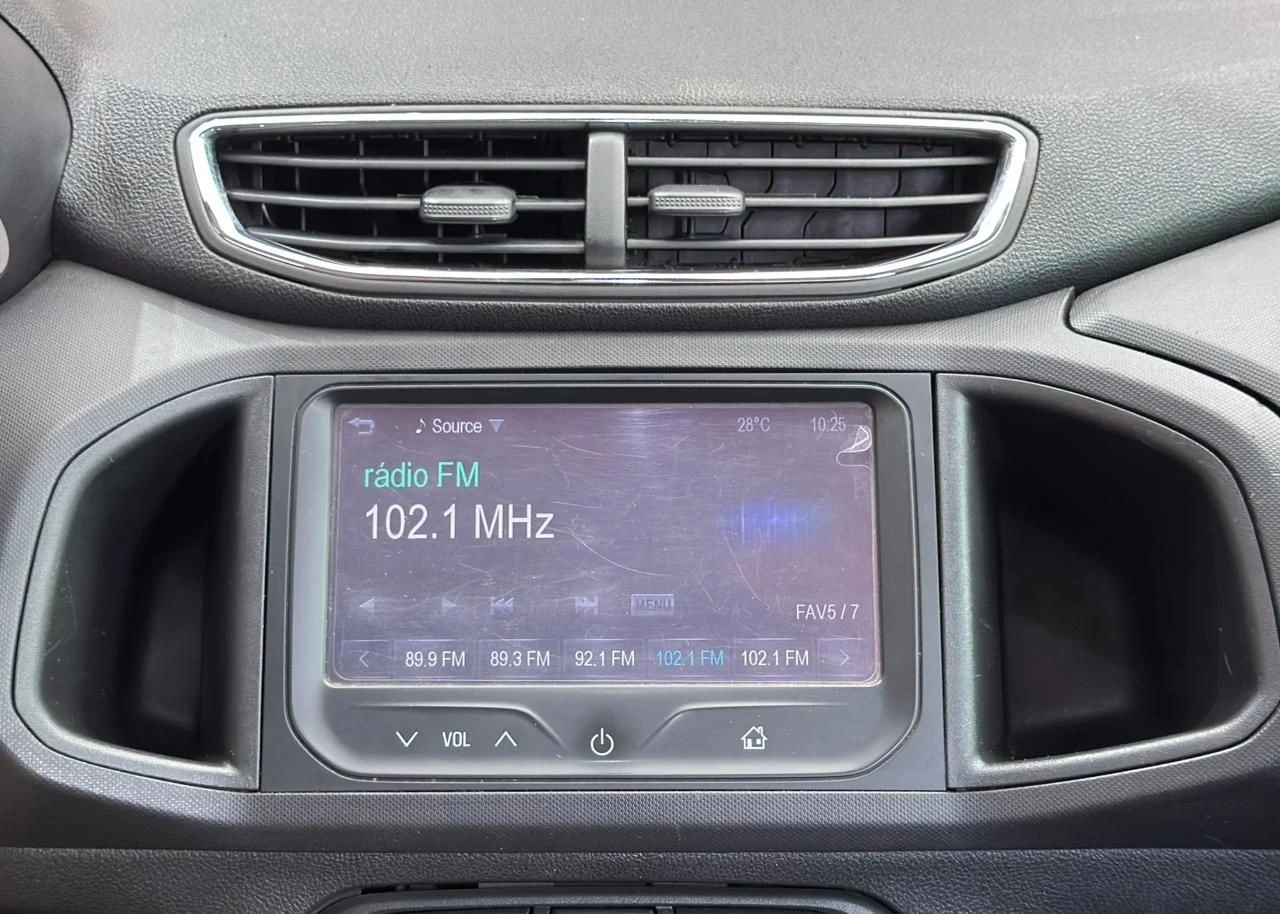 ♪ Source 28°C 10:25
rádio FM
102.1 MHz
MENU
FAV5 / 7
89.9 FM 89.3 FM 92.1 FM 102.1 FM 102.1 FM
VOL